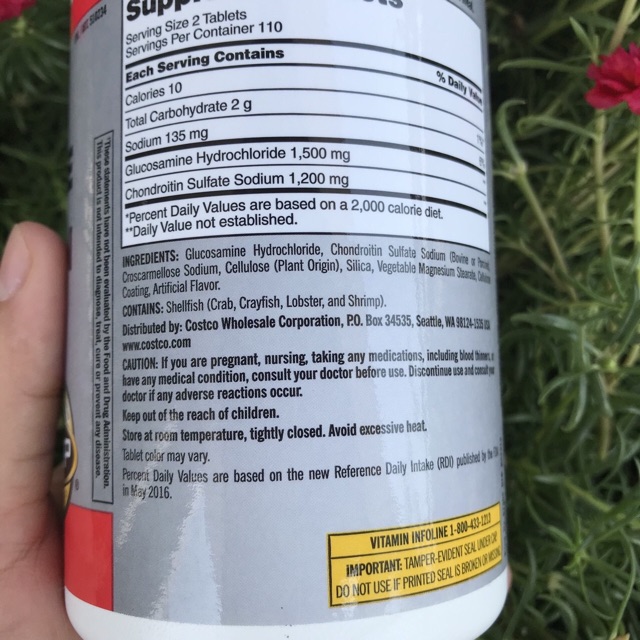 Serving Size 2 Tablets
Servings Per Container 110
Each Serving Contains
% Daily
Calories 10
Total Carbohydrate 2 g
Sodium 135 mg
Glucosamine Hydrochloride 1,500 mg
Chondroitin Sulfate Sodium 1,200 mg
*Percent Daily Values are based on a 2,000 calorie diet.
**Daily Value not established.
INGREDIENTS: Glucosamine Hydrochloride, Chondroitin Sulfate Sodium (Bovine or
Croscarmellose Sodium, Cellulose (Plant Origin), Silica, Vegetable Magnesium Stearate,
Coating, Artificial Flavor.
CONTAINS: Shellfish (Crab, Crayfish, Lobster, and Shrimp).
Distributed by: Costco Wholesale Corporation, P.O. Box 34535, Seattle, WA 98124-1535 USA
www.costco.com
CAUTION: If you are pregnant, nursing, taking any medications, including blood thinners, or
have any medical condition, consult your doctor before use. Discontinue use and consult your
doctor if any adverse reactions occur.
Keep out of the reach of children.
Store at room temperature, tightly closed. Avoid excessive heat.
Tablet color may vary.
Percent Daily Values are based on the new Reference Daily Intake (RDI) published by the FDA
in May 2016.
VITAMIN INFOLINE 1-800-433-1213
IMPORTANT: TAMPER-EVIDENT SEAL UNDER CAP
DO NOT USE IF PRINTED SEAL IS BROKEN OR MISSING.
*These statements have not been evaluated by the Food and Drug Administration.
This product is not intended to diagnose, treat, cure or prevent any disease.